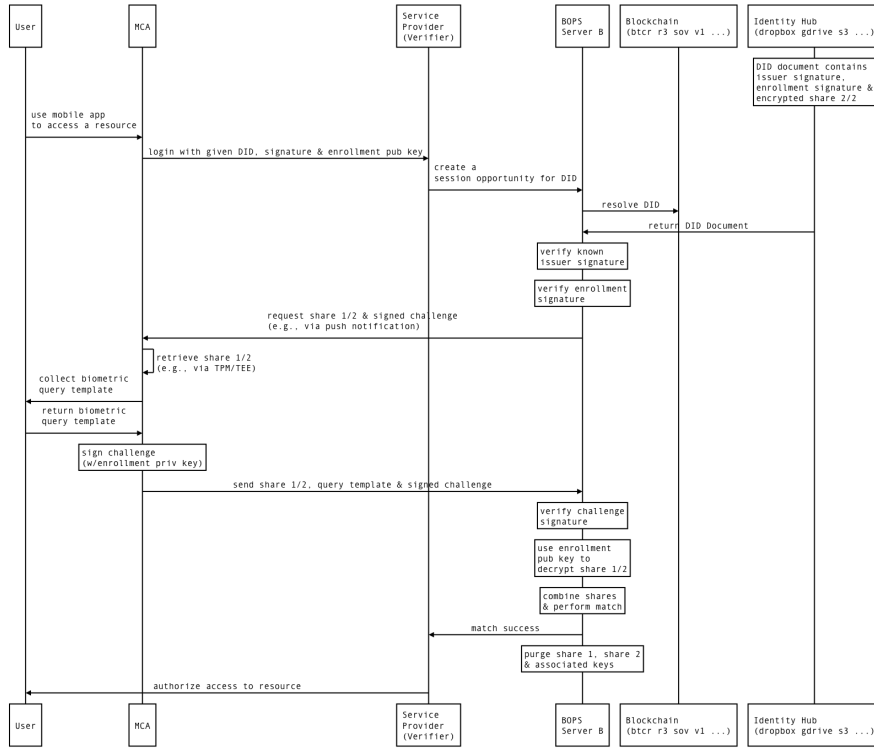 User
MCA
Service
Provider
(Verifier)
BOPS
Server B
Blockchain
(btcr r3 sov v1 ...)
Identity Hub
(dropbox gdrive s3 ...)
DID document contains
issuer signature,
enrollment signature &
encrypted share 2/2
use mobile app
to access a resource
login with given DID, signature & enrollment pub key
create a
session opportunity for DID
resolve DID
return DID Document
verify known
issuer signature
verify enrollment
signature
request share 1/2 & signed challenge
(e.g., via push notification)
retrieve share 1/2
(e.g., via TPM/TEE)
collect biometric
query template
return biometric
query template
sign challenge
(w/enrollment priv key)
send share 1/2, query template & signed challenge
verify challenge
signature
use enrollment
pub key to
decrypt share 1/2
combine shares
& perform match
match success
purge share 1, share 2
& associated keys
authorize access to resource
User
MCA
Service
Provider
(Verifier)
BOPS
Server B
Blockchain
(btcr r3 sov v1 ...)
Identity Hub
(dropbox gdrive s3 ...)